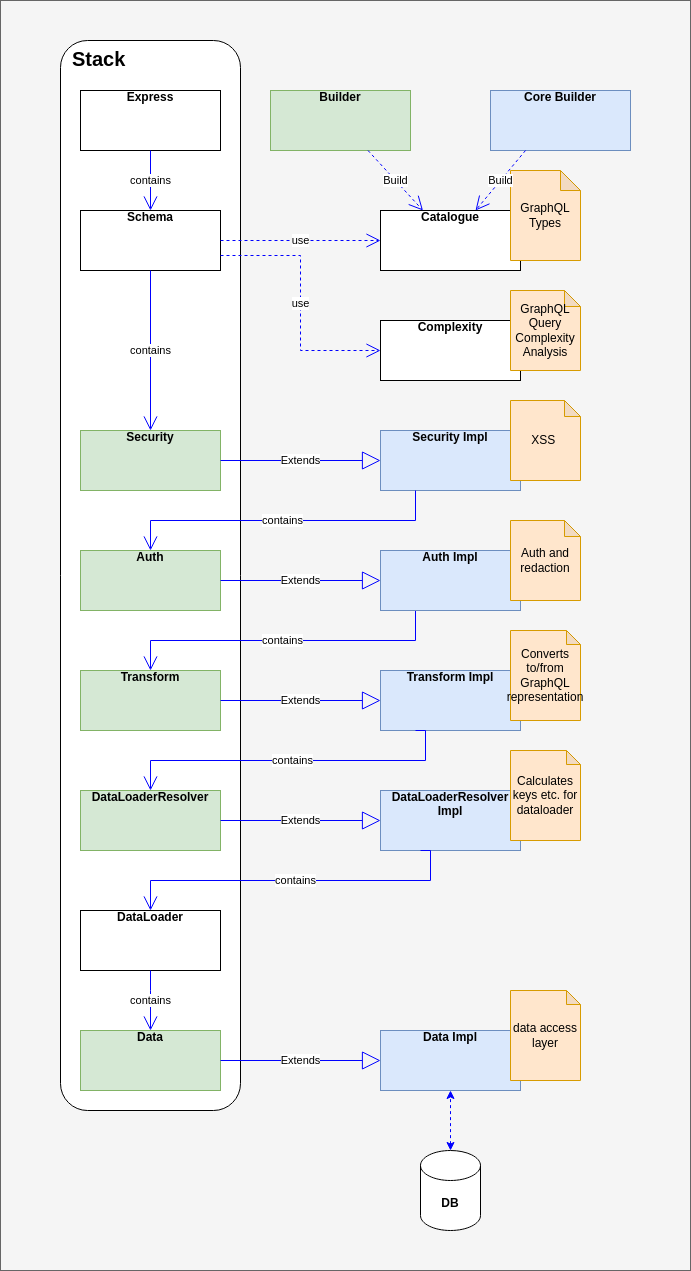 Stack
Express
Builder
Core Builder
contains
Build
Build
Schema
Catalogue
GraphQL
Types
use
use
Complexity
GraphQL
Query
Complexity
Analysis
contains
Security
Extends
Security Impl
XSS
contains
Auth
Extends
Auth Impl
Auth and
redaction
contains
Transform
Extends
Transform Impl
Converts
to/from
GraphQL
representation
contains
DataLoaderResolver
Extends
DataLoaderResolver
Impl
Calculates
keys etc. for
dataloader
contains
DataLoader
contains
Data
Extends
Data Impl
data access
layer
DB